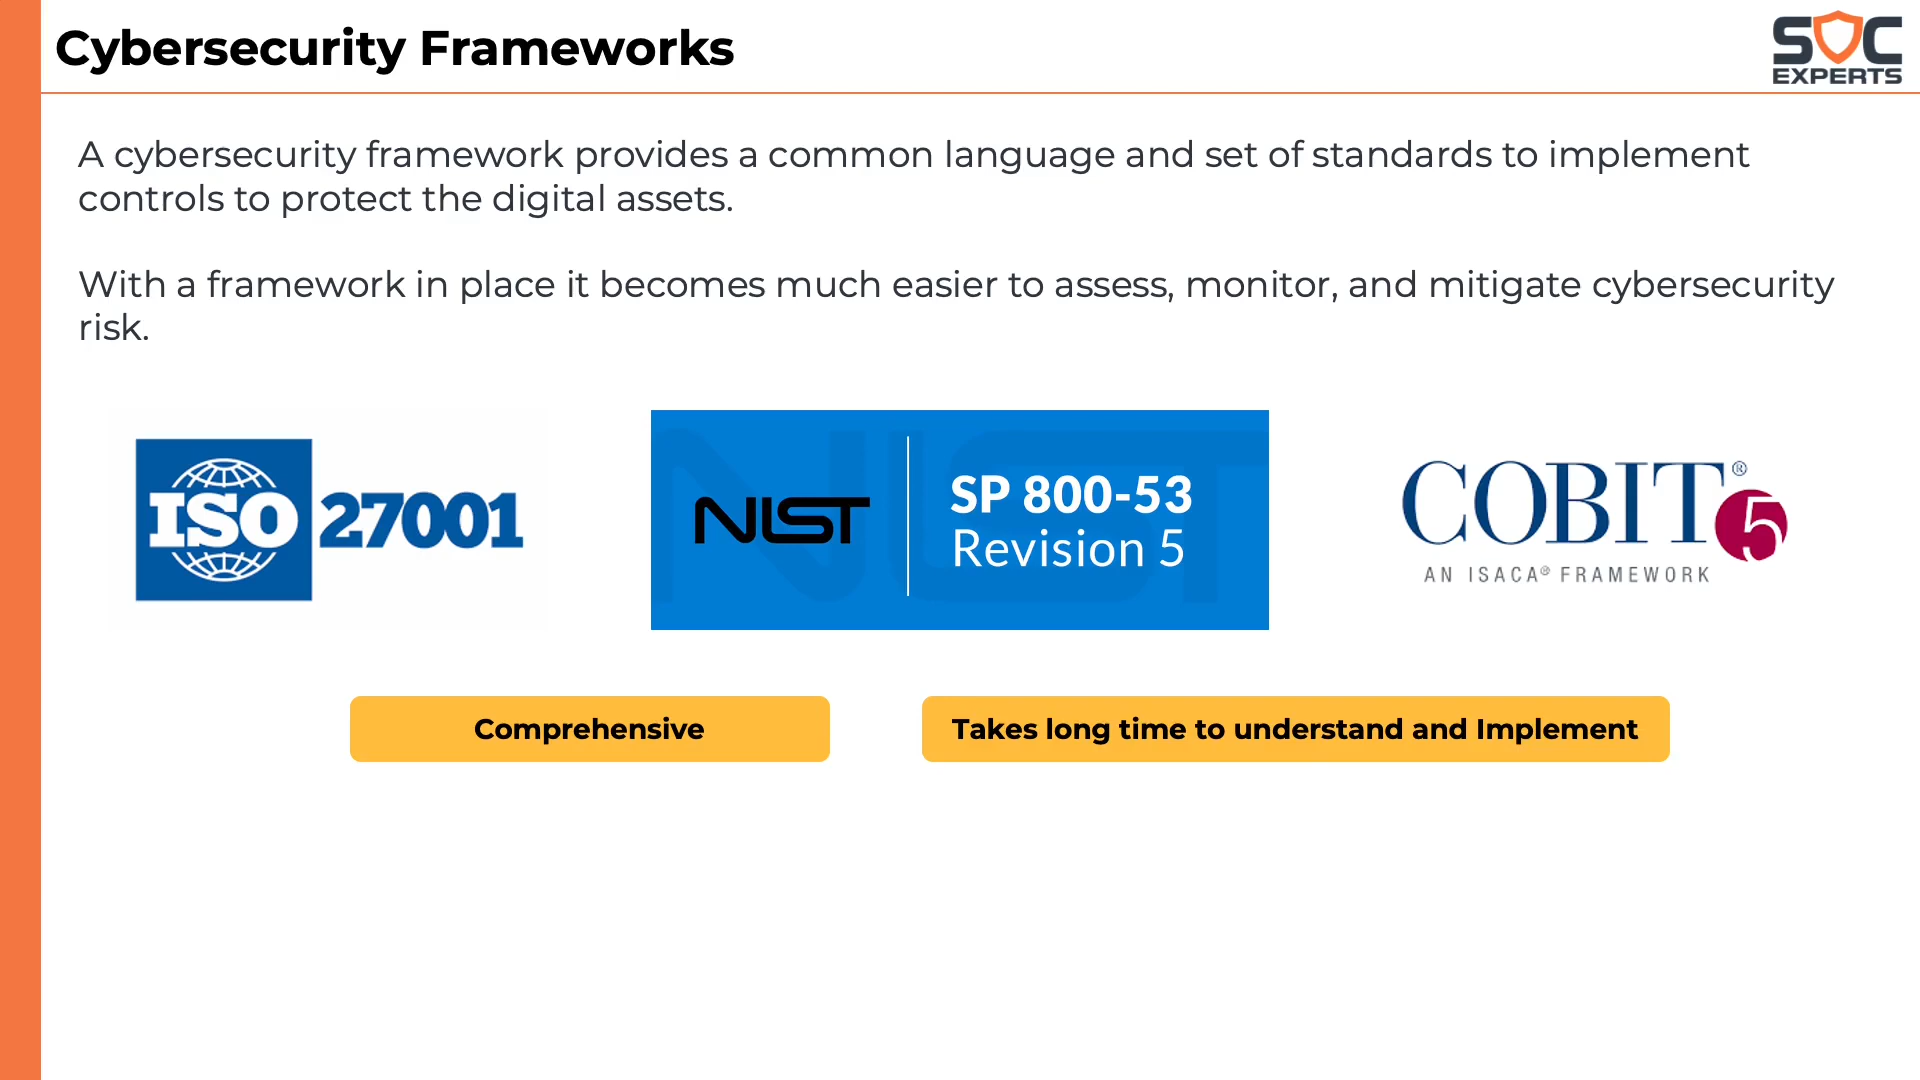 Cybersecurity Frameworks
SOC
EXPERTS
A cybersecurity framework provides a common language and set of standards to implement
controls to protect the digital assets.
With a framework in place it becomes much easier to assess, monitor, and mitigate cybersecurity
risk.
ISO 27001
NIST
SP 800-53
Revision 5
COBIT® 5
AN ISACA® FRAMEWORK
Comprehensive
Takes long time to understand and Implement